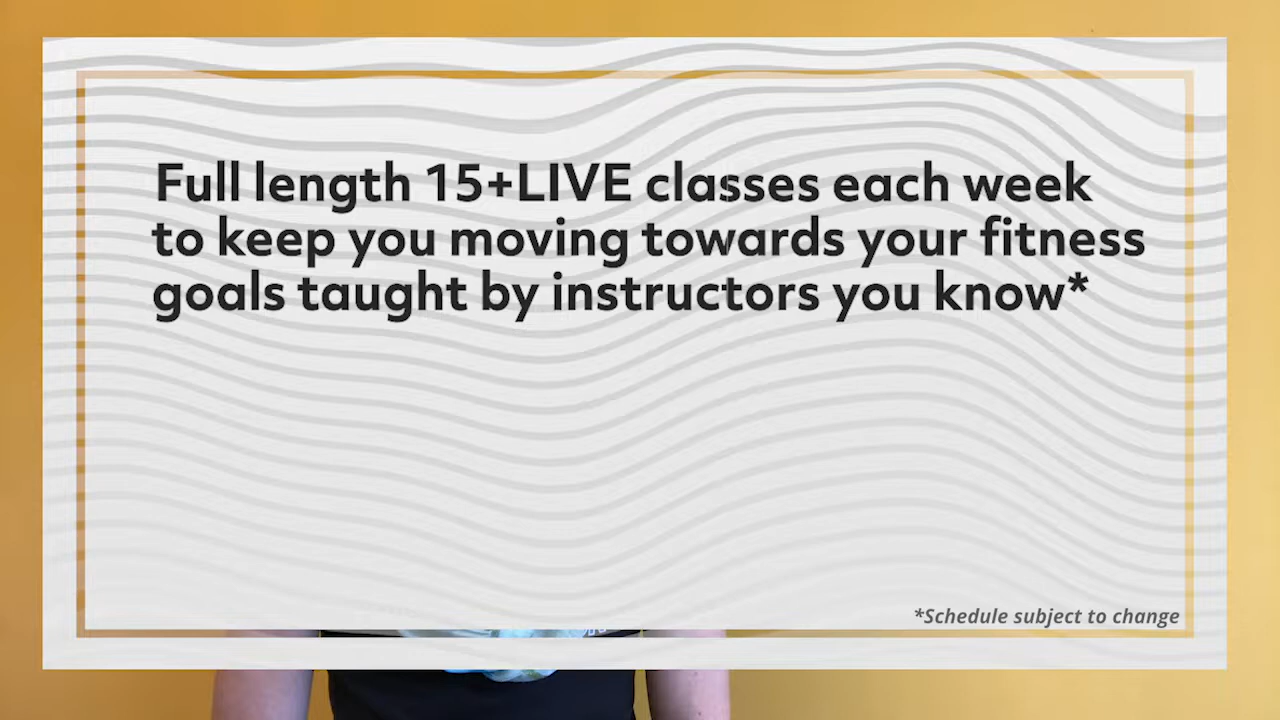 Full length 15+LIVE classes each week
to keep you moving towards your fitness
goals taught by instructors you know*
*Schedule subject to change